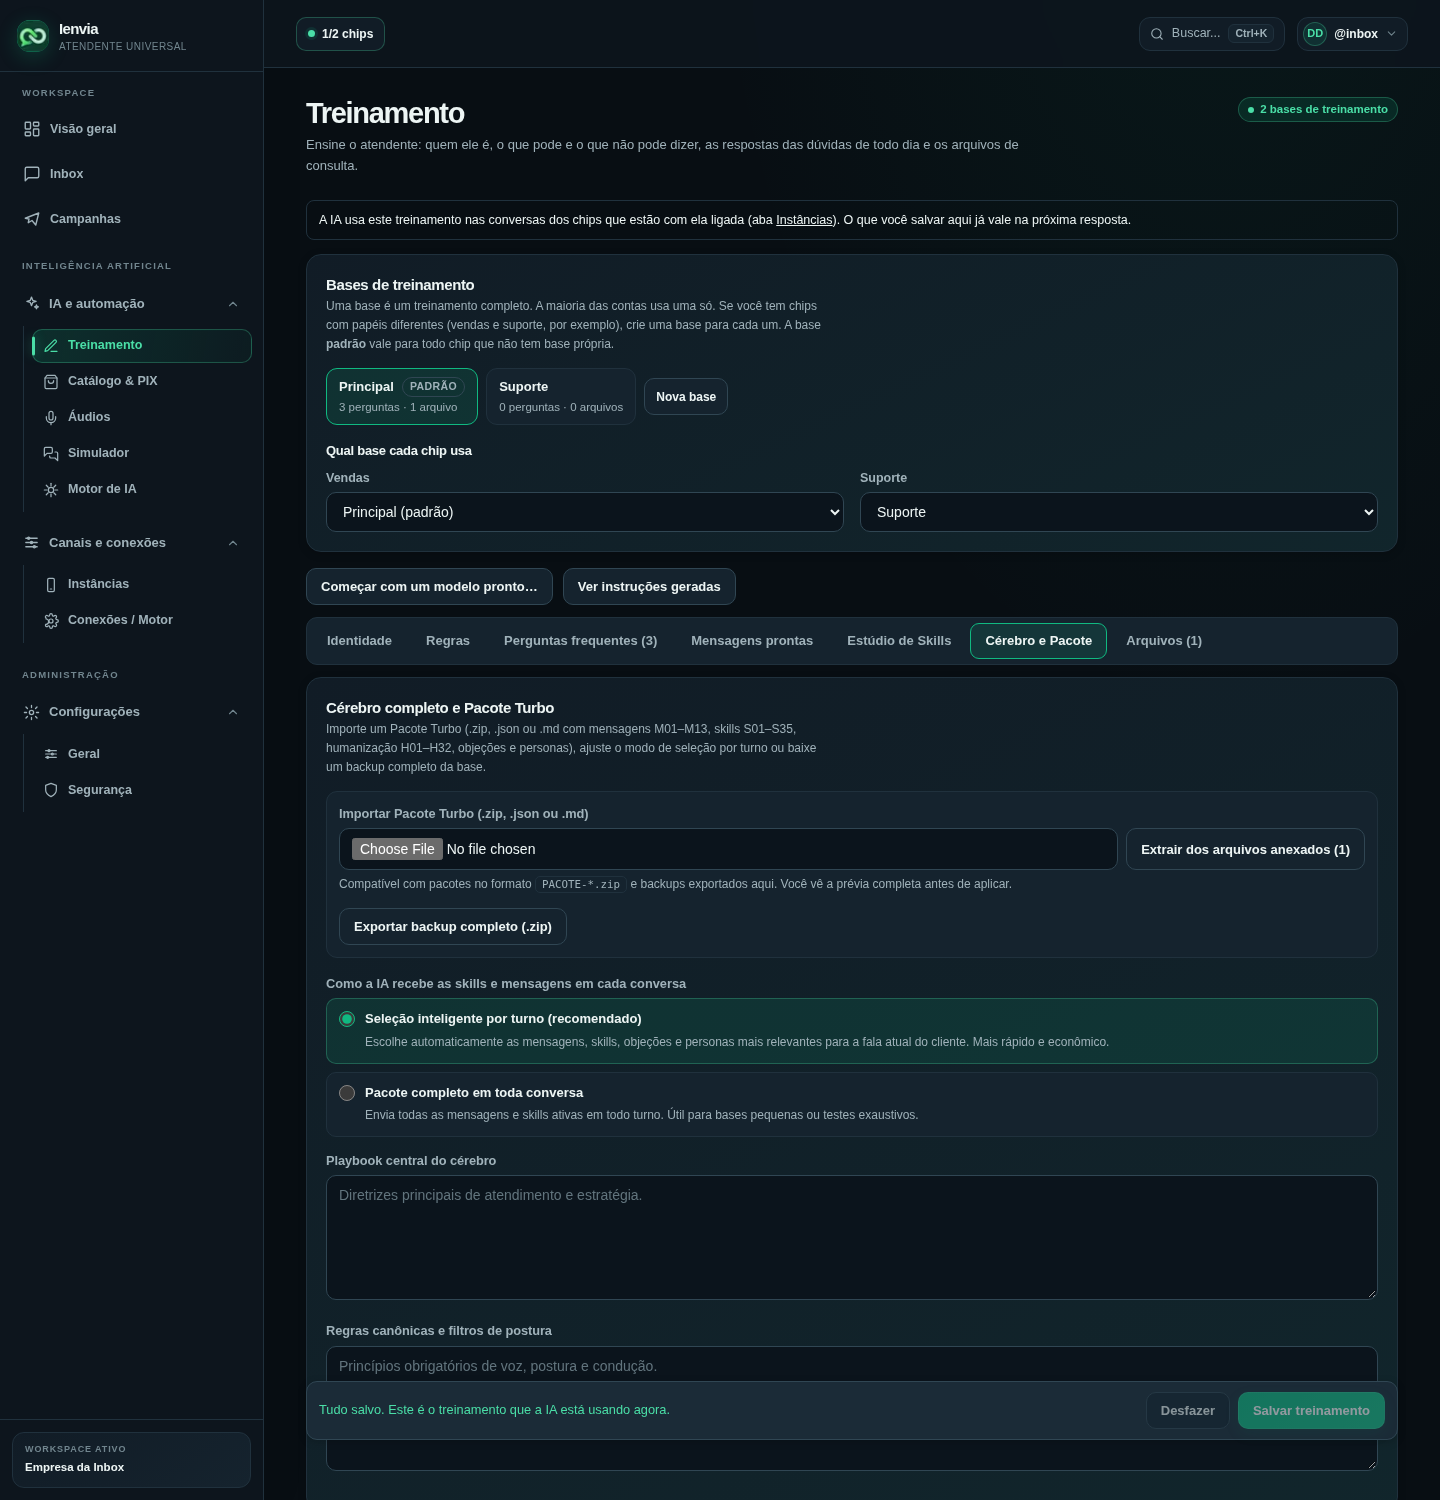 Ienvia
ATENDENTE UNIVERSAL
WORKSPACE
Visão geral
Inbox
Campanhas
INTELIGÊNCIA ARTIFICIAL
IA e automação
Treinamento
Catálogo & PIX
Áudios
Simulador
Motor de IA
Canais e conexões
Instâncias
Conexões / Motor
ADMINISTRAÇÃO
Configurações
Geral
Segurança
WORKSPACE ATIVO
Empresa da Inbox
1/2 chips
Buscar... Ctrl+K
DD @inbox
Treinamento
2 bases de treinamento
Ensine o atendente: quem ele é, o que pode e o que não pode dizer, as respostas das dúvidas de todo dia e os arquivos de
consulta.
A IA usa este treinamento nas conversas dos chips que estão com ela ligada (aba Instâncias). O que você salvar aqui já vale na próxima resposta.
Bases de treinamento
Uma base é um treinamento completo. A maioria das contas usa uma só. Se você tem chips
com papéis diferentes (vendas e suporte, por exemplo), crie uma base para cada um. A base
padrão vale para todo chip que não tem base própria.
Principal PADRÃO
3 perguntas · 1 arquivo
Suporte
0 perguntas · 0 arquivos
Nova base
Qual base cada chip usa
Vendas
Principal (padrão)
Suporte
Suporte
Começar com um modelo pronto…
Ver instruções geradas
Identidade
Regras
Perguntas frequentes (3)
Mensagens prontas
Estúdio de Skills
Cérebro e Pacote
Arquivos (1)
Cérebro completo e Pacote Turbo
Importe um Pacote Turbo (.zip, .json ou .md com mensagens M01–M13, skills S01–S35,
humanização H01–H32, objeções e personas), ajuste o modo de seleção por turno ou baixe
um backup completo da base.
Importar Pacote Turbo (.zip, .json ou .md)
Choose File No file chosen
Extrair dos arquivos anexados (1)
Compatível com pacotes no formato PACOTE-*.zip e backups exportados aqui. Você vê a prévia completa antes de aplicar.
Exportar backup completo (.zip)
Como a IA recebe as skills e mensagens em cada conversa
Seleção inteligente por turno (recomendado)
Escolhe automaticamente as mensagens, skills, objeções e personas mais relevantes para a fala atual do cliente. Mais rápido e econômico.
Pacote completo em toda conversa
Envia todas as mensagens e skills ativas em todo turno. Útil para bases pequenas ou testes exaustivos.
Playbook central do cérebro
Diretrizes principais de atendimento e estratégia.
Regras canônicas e filtros de postura
Princípios obrigatórios de voz, postura e condução.
Tudo salvo. Este é o treinamento que a IA está usando agora.
Desfazer
Salvar treinamento